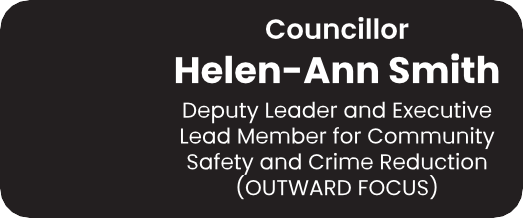 Councillor
Helen-Ann Smith
Deputy Leader and Executive
Lead Member for Community
Safety and Crime Reduction
(OUTWARD FOCUS)